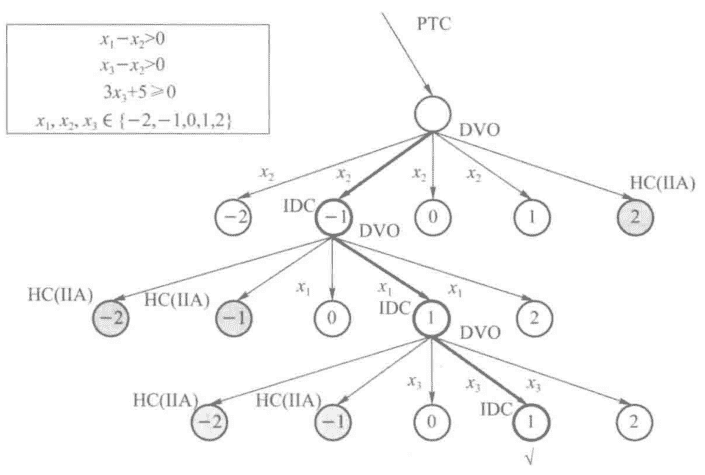 PTC
x₁−x₂>0
x₃−x₂>0
3x₃+5⩾0
x₁, x₂, x₃ ∈ {−2,−1,0,1,2}
DVO
x₂ x₂ x₂ x₂
HC(IIA)
−2 IDC −1 0 1 2
DVO
HC(IIA) HC(IIA) x₁ x₁ x₁
−2 −1 0 IDC 1 2
DVO
HC(IIA) HC(IIA) x₃ x₃ x₃
−2 −1 0 IDC 1 2
√